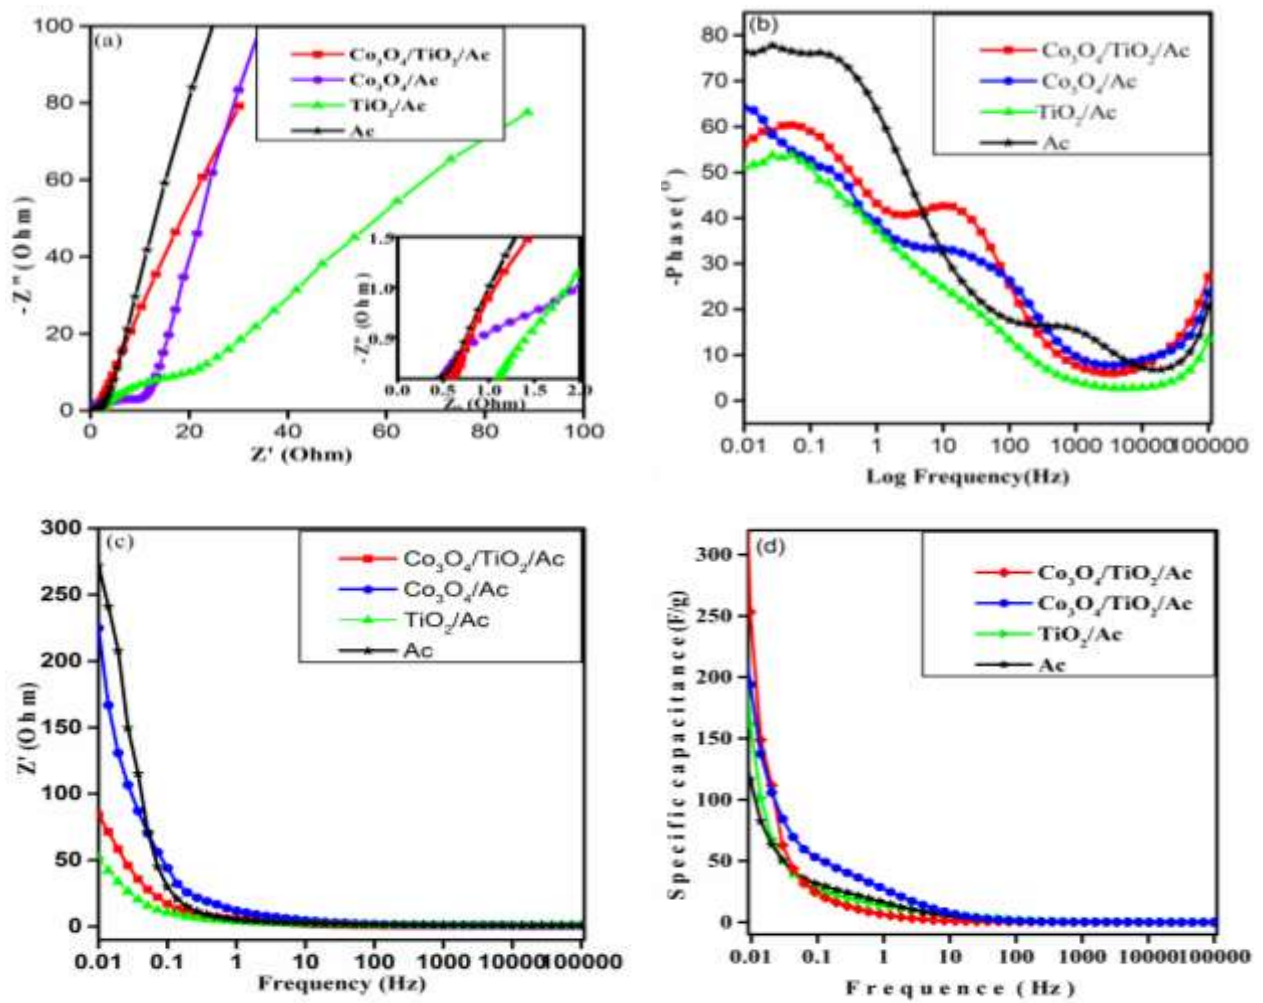 (a)
Co3O4/TiO2/Ac
Co3O4/Ac
TiO2/Ac
Ac
-Z" (Ohm)
100
80
60
40
20
0
0 20 40 60 80 100
Z' (Ohm)
1.5
1.0
0.5
-Z" (Ohm)
0.0 0.5 1.0 1.5 2.0
(Ohm)
(b)
Co3O4/TiO2/Ac
Co3O4/Ac
TiO2/Ac
Ac
-Phase(°)
80
70
60
50
40
30
20
10
0
0.01 0.1 1 10 100 1000 10000 100000
Log Frequency(Hz)
(c)
Co3O4/TiO2/Ac
Co3O4/Ac
TiO2/Ac
Ac
Z' (Ohm)
300
250
200
150
100
50
0
0.01 0.1 1 10 100 1000 10000 100000
Frequency (Hz)
(d)
Co3O4/TiO2/Ac
Co3O4/TiO2/Ac
TiO2/Ac
Ac
Specific capacitance(F/g)
300
250
200
150
100
50
0
0.01 0.1 1 10 100 1000 10000 100000
Frequence (Hz)